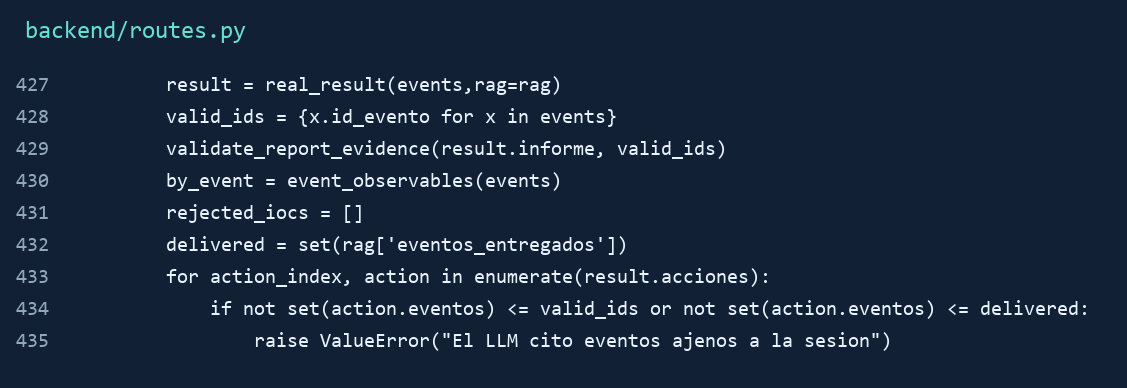 backend/routes.py
427 result = real_result(events,rag=rag)
428 valid_ids = {x.id_evento for x in events}
429 validate_report_evidence(result.informe, valid_ids)
430 by_event = event_observables(events)
431 rejected_iocs = []
432 delivered = set(rag['eventos_entregados'])
433 for action_index, action in enumerate(result.acciones):
434 if not set(action.eventos) <= valid_ids or not set(action.eventos) <= delivered:
435 raise ValueError("El LLM cito eventos ajenos a la sesion")